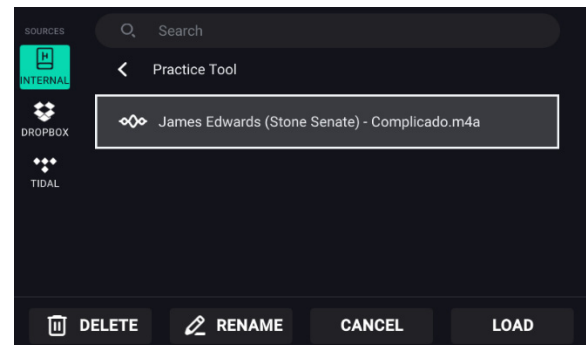 SOURCES
Search
H
INTERNAL
Practice Tool
James Edwards (Stone Senate) - Complicado.m4a
DROPBOX
TIDAL
DELETE
RENAME
CANCEL
LOAD